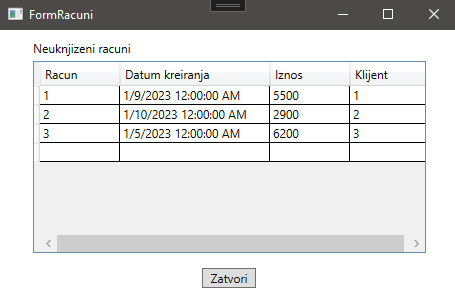 FormRacuni
Neuknjizeni racuni
Racun Datum kreiranja Iznos Klijent
1 1/9/2023 12:00:00 AM 5500 1
2 1/10/2023 12:00:00 AM 2900 2
3 1/5/2023 12:00:00 AM 6200 3
Zatvori